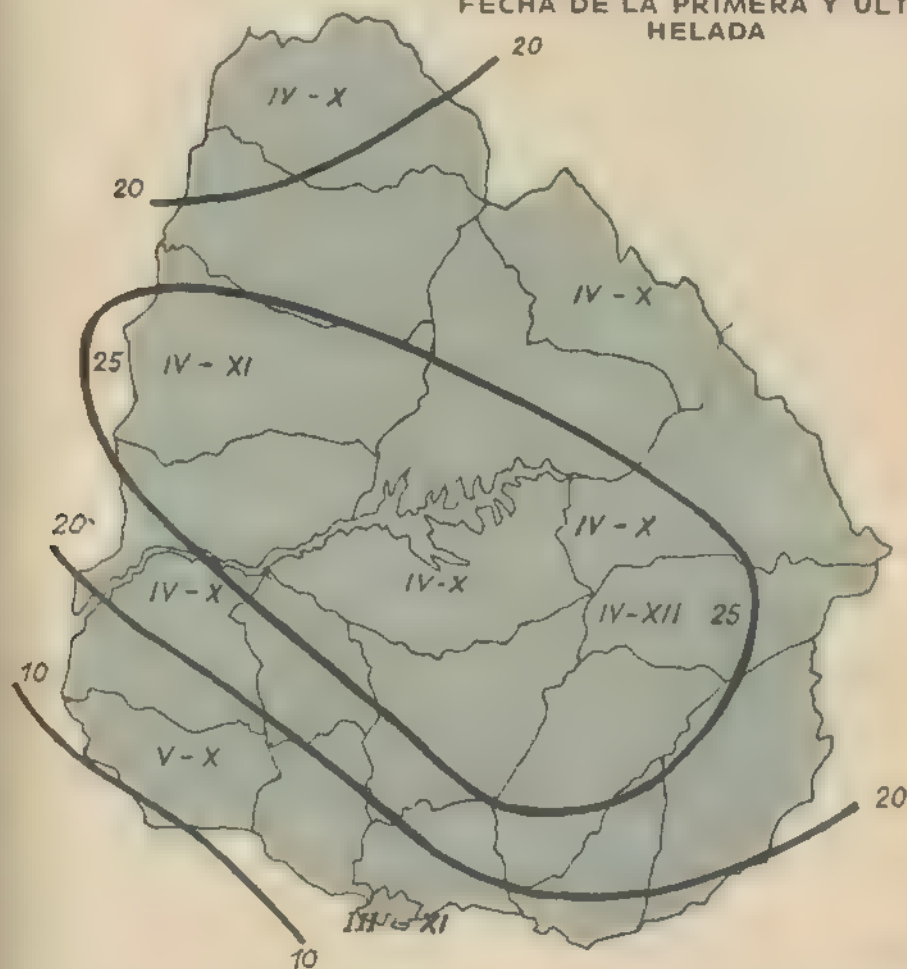 FECHA DE LA PRIMERA Y
HELADA
20
IV - X
20
IV - X
25 IV - XI
20
IV - X
IV - X
IV - X
IV - XII 25
10
V - X
20
XI
10